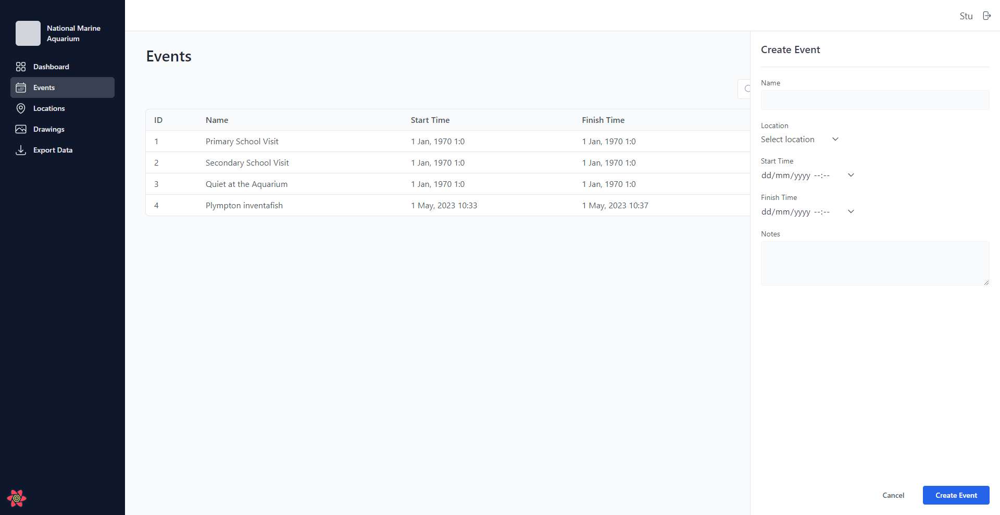 National Marine
Aquarium
Dashboard
Events
Locations
Drawings
Export Data
Stu
Events
ID Name Start Time Finish Time
1 Primary School Visit 1 Jan, 1970 1:0 1 Jan, 1970 1:0
2 Secondary School Visit 1 Jan, 1970 1:0 1 Jan, 1970 1:0
3 Quiet at the Aquarium 1 Jan, 1970 1:0 1 Jan, 1970 1:0
4 Plympton inventafish 1 May, 2023 10:33 1 May, 2023 10:37
Create Event
Name
Location
Select location
Start Time
dd/mm/yyyy --:--
Finish Time
dd/mm/yyyy --:--
Notes
Cancel Create Event